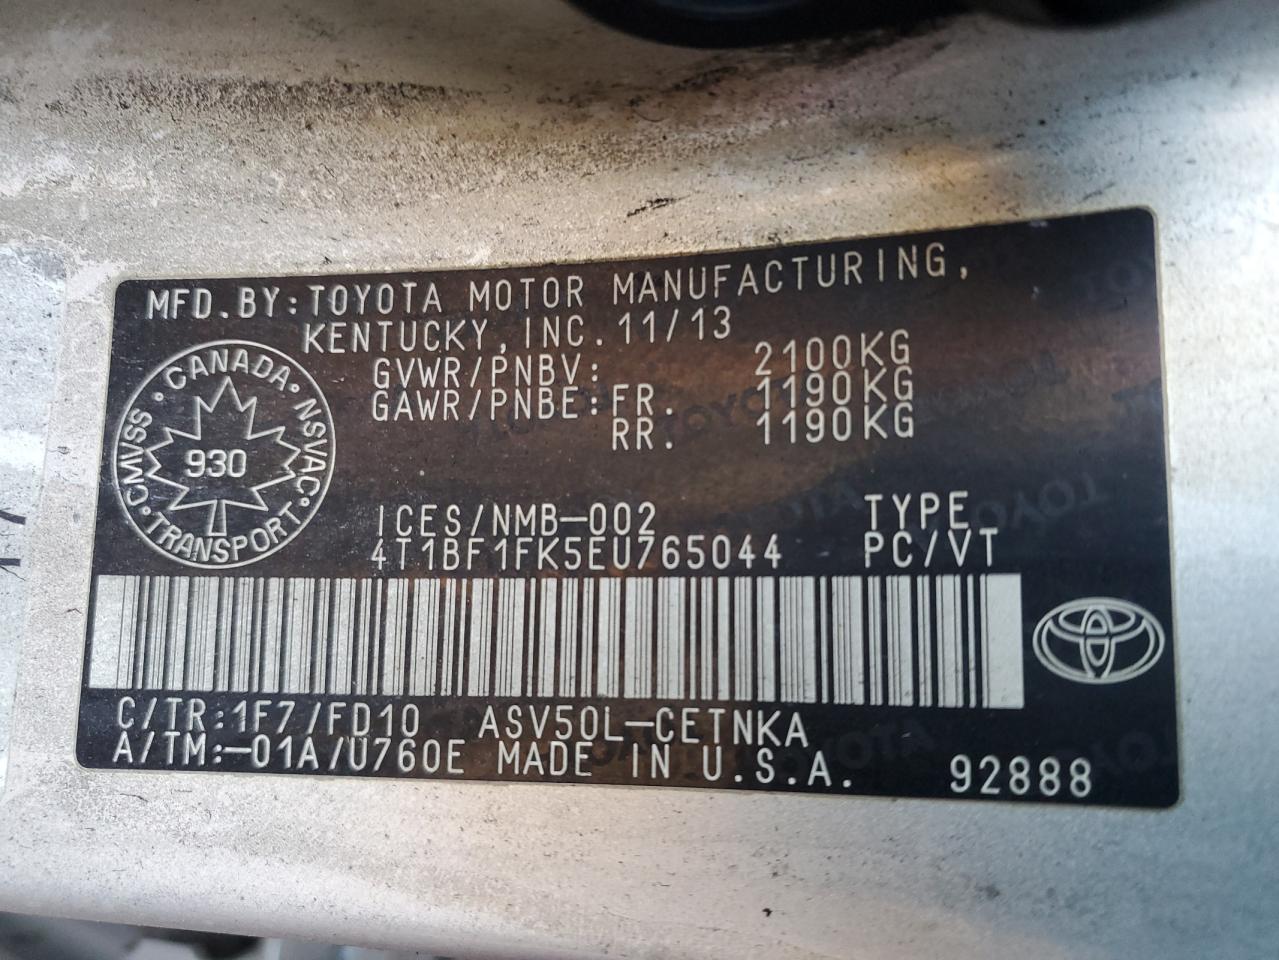 MFD.BY:TOYOTA MOTOR MANUFACTURING,
KENTUCKY, INC. 11/13
GVWR/PNBV: 2100KG
GAWR/PNBE:FR. 1190KG
RR. 1190KG
CANADA·NSVAC·TRANSPORT·CMVSS·
930
ICES/NMB-002 TYPE
4T1BF1FK5EU765044 PC/VT
C/TR:1F7/FD10 ASV50L-CETNKA
A/TM:-01A/U760E MADE IN U.S.A. 92888